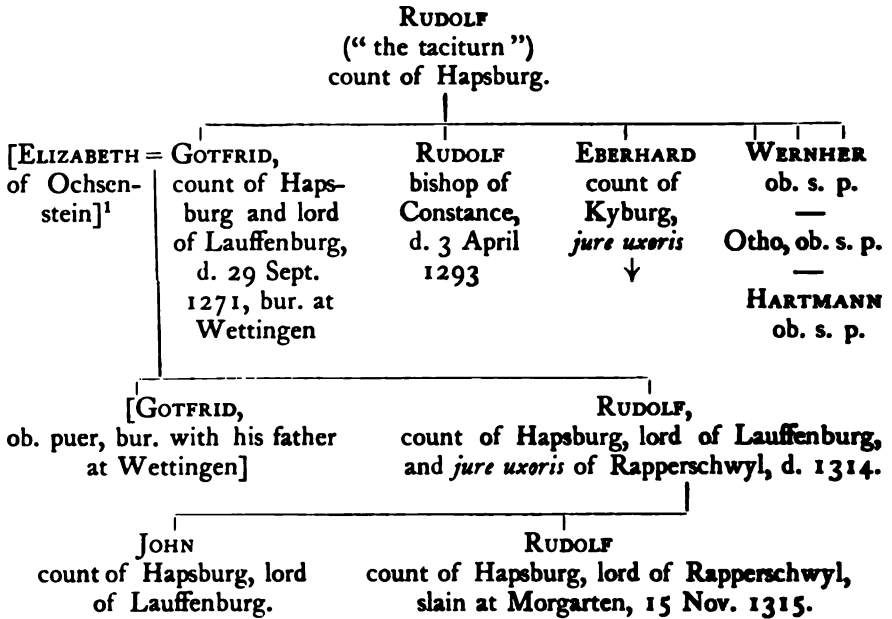 RUDOLF
(“ the taciturn ”)
count of Hapsburg.
[ELIZABETH = GOTFRID,
of Ochsen-
stein]¹
count of Haps-
burg and lord
of Lauffenburg,
d. 29 Sept.
1271, bur. at
Wettingen
RUDOLF
bishop of
Constance,
d. 3 April
1293
EBERHARD
count of
Kyburg,
jure uxoris
WERNHER
ob. s. p.
—
OTHO, ob. s. p.
—
HARTMANN
ob. s. p.
[GOTFRID,
ob. puer, bur. with his father
at Wettingen]
RUDOLF,
count of Hapsburg, lord of Lauffenburg,
and jure uxoris of Rapperschwyl, d. 1314.
JOHN
count of Hapsburg, lord
of Lauffenburg.
RUDOLF
count of Hapsburg, lord of Rapperschwyl,
slain at Morgarten, 15 Nov. 1315.